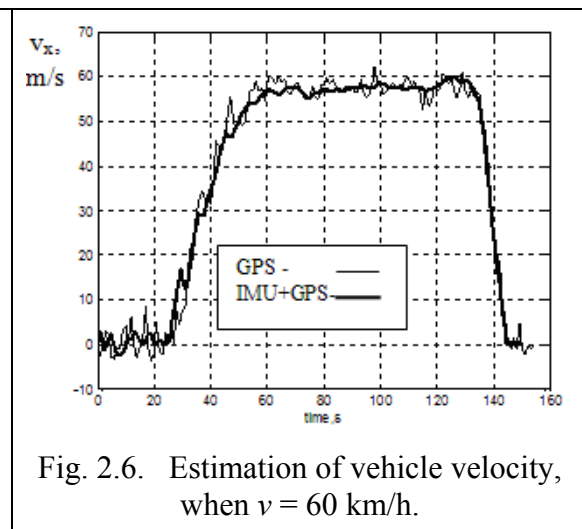 vₓ,
m/s
70
60
50
40
30
20
10
0
-10
0 20 40 60 80 100 120 140 160
time,s
GPS -
IMU+GPS-
Fig. 2.6. Estimation of vehicle velocity,
when v = 60 km/h.